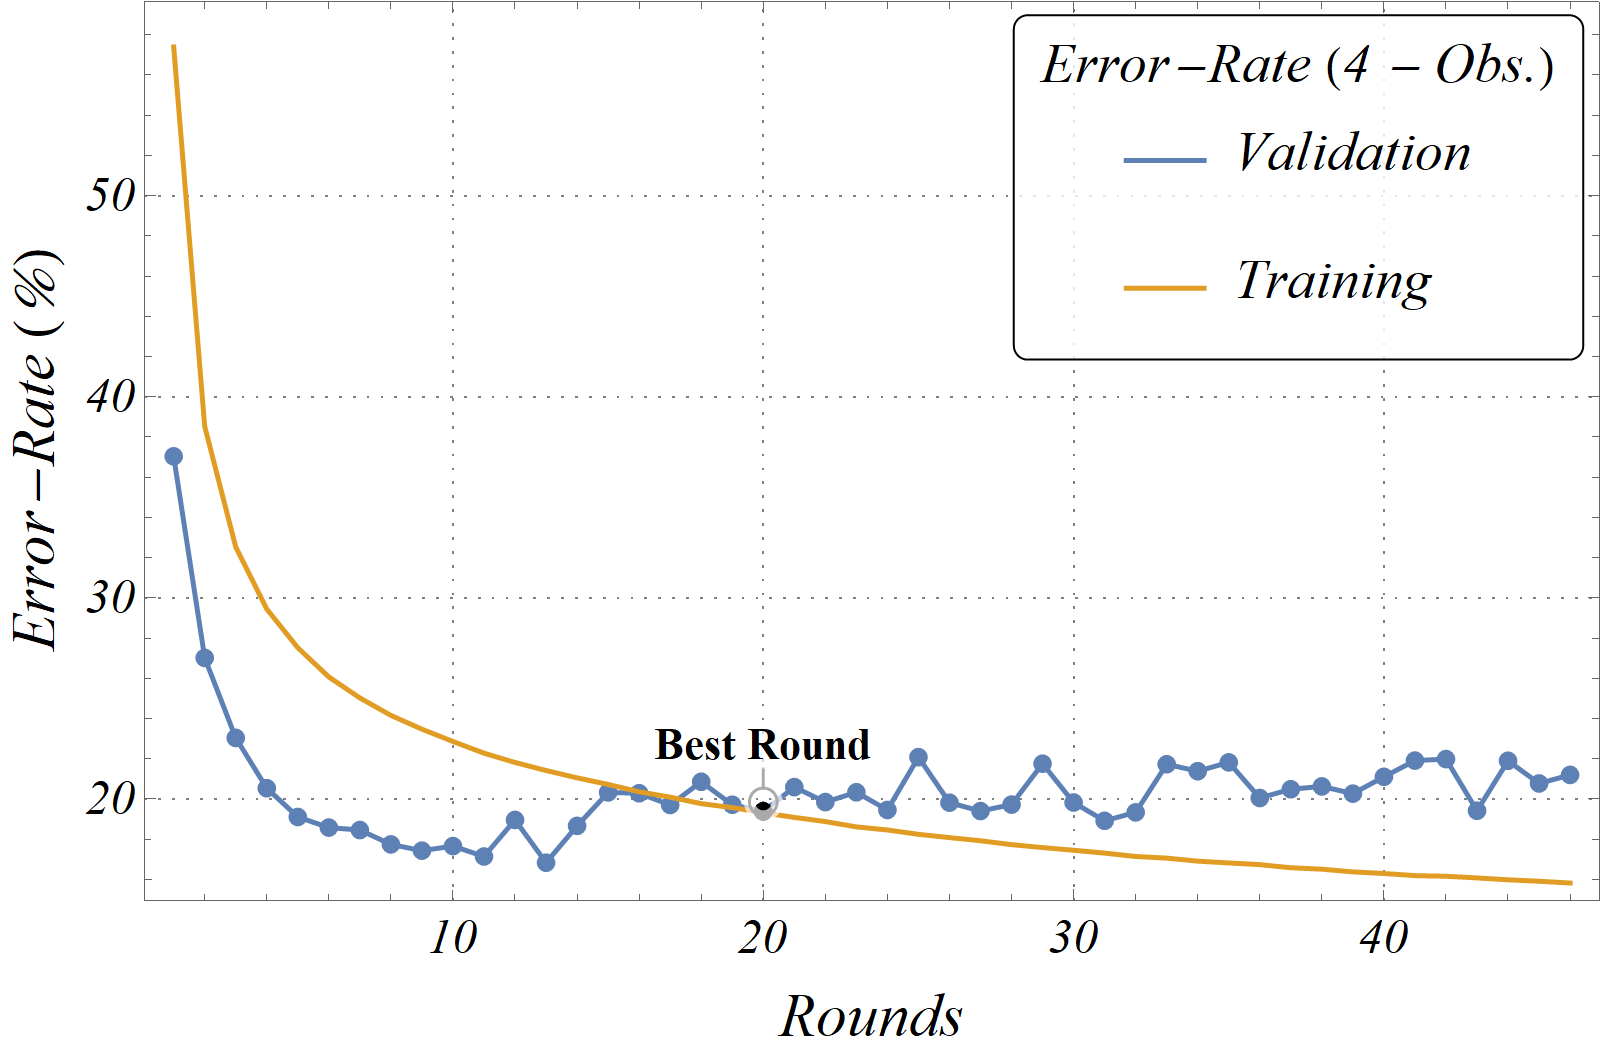 Error-Rate (4 - Obs.)
Validation
Training
50
40
30
20
Error-Rate (%)
Best Round
10 20 30 40
Rounds